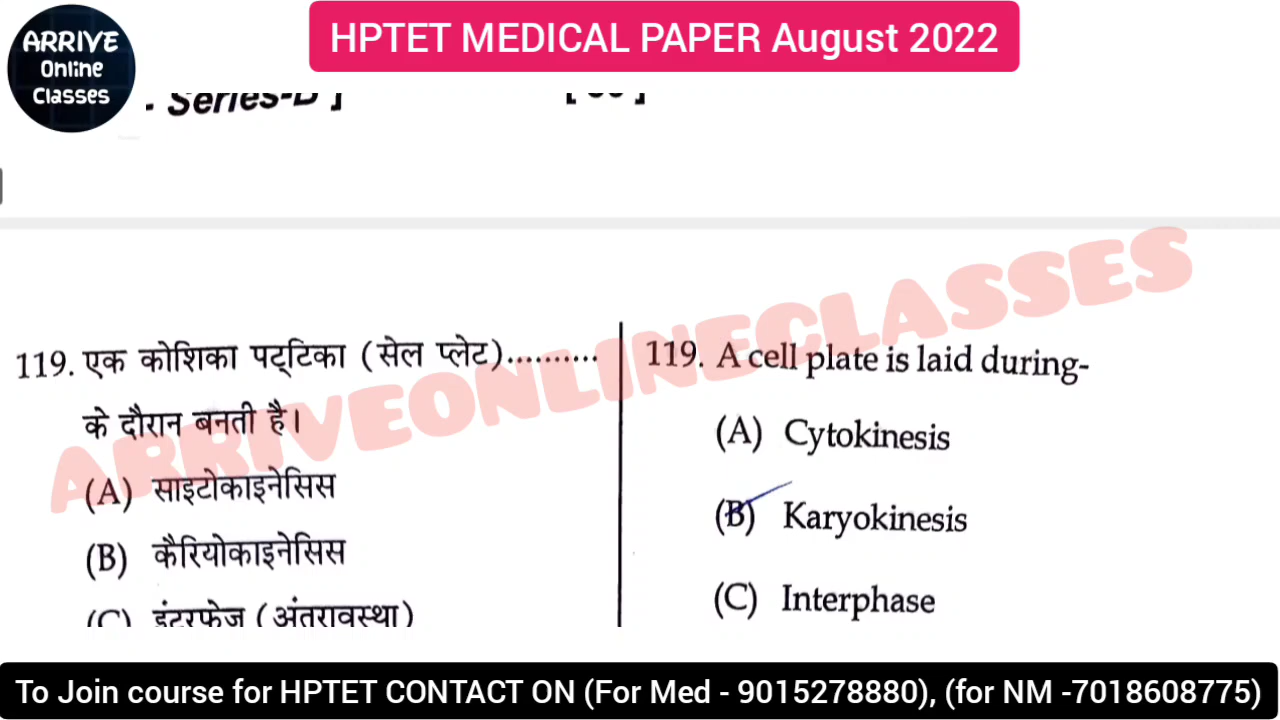 ARRIVE
Online
Classes
HPTET MEDICAL PAPER August 2022
- Series-D ]
ARRIVEONLINECLASSES
119. एक कोशिका पट्टिका (सेल प्लेट)..........
के दौरान बनती है।
(A) साइटोकाइनेसिस
(B) कैरियोकाइनेसिस
(C) इंटरफेज (अंतरावस्था)
119. A cell plate is laid during-
(A) Cytokinesis
(B) Karyokinesis
(C) Interphase
To Join course for HPTET CONTACT ON (For Med - 9015278880), (for NM -7018608775)